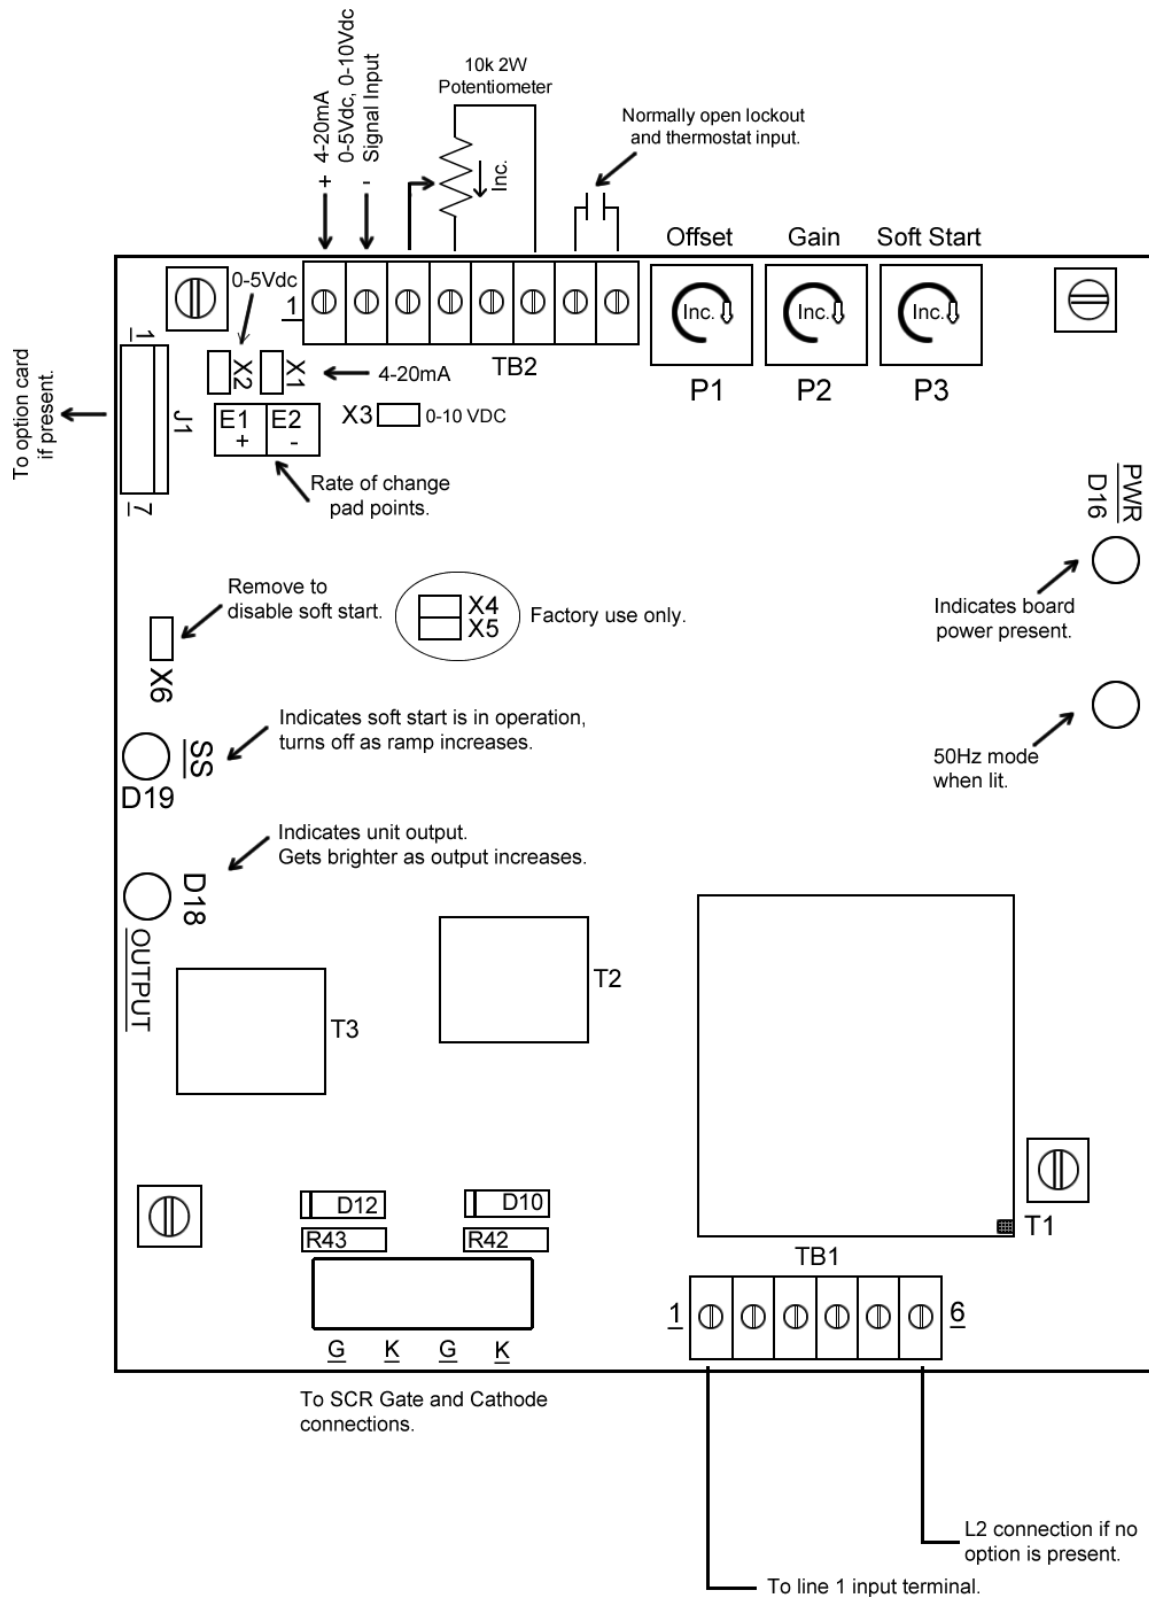 + 4-20mA
0-5Vdc, 0-10Vdc
- Signal Input
10k 2W
Potentiometer
Inc.
Normally open lockout
and thermostat input.
Offset
Gain
Soft Start
0-5Vdc
1
TB2
Inc.
Inc.
Inc.
P1
P2
P3
1
J1
7
To option card
if present.
X2
X1
4-20mA
E1
+
E2
-
X3
0-10 VDC
Rate of change
pad points.
PWR
D16
Indicates board
power present.
Remove to
disable soft start.
X6
X4
X5
Factory use only.
50Hz mode
when lit.
Indicates soft start is in operation,
turns off as ramp increases.
SS
D19
Indicates unit output.
Gets brighter as output increases.
D18
OUTPUT
T2
T3
D12
D10
R43
R42
T1
TB1
1
6
G
K
G
K
To SCR Gate and Cathode
connections.
L2 connection if no
option is present.
To line 1 input terminal.